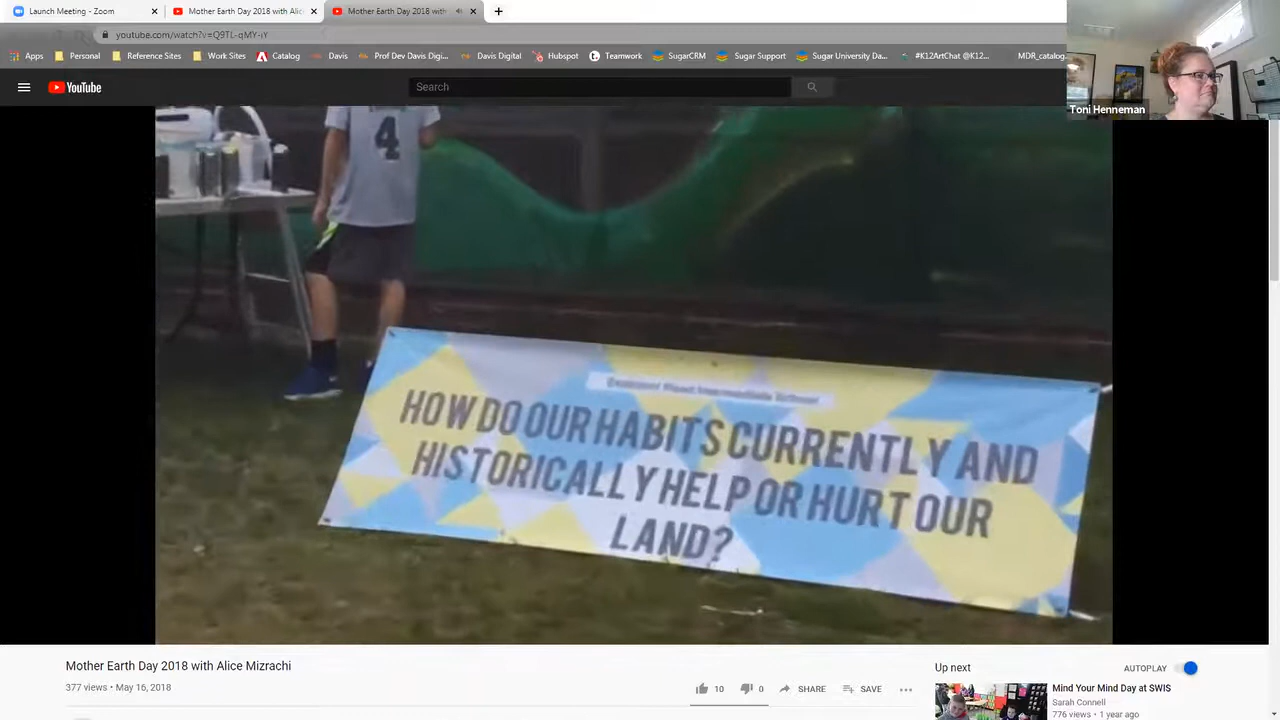 Launch Meeting - Zoom
Mother Earth Day 2018 with Alic
Mother Earth Day 2018 with
youtube.com/watch?v=Q9TL-qMY-iY
Apps Personal Reference Sites Work Sites Catalog Davis Prof Dev Davis Digi... Davis Digital Hubspot Teamwork SugarCRM Sugar Support Sugar University Da... #K12ArtChat @K12... MDR_catalog
Toni Henneman
YouTube
Search
4
HOW DO OUR HABITS CURRENTLY AND
HISTORICALLY HELP OR HURT OUR
LAND?
Mother Earth Day 2018 with Alice Mizrachi
377 views • May 16, 2018
10 0 SHARE SAVE
Up next AUTOPLAY
Mind Your Mind Day at SWIS
Sarah Connell
776 views • 1 year ago